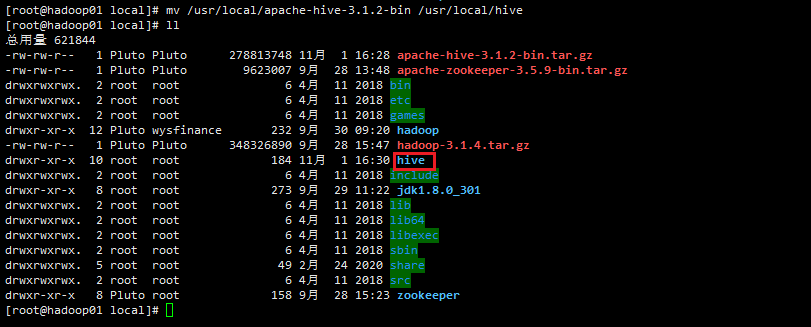 [root@hadoop01 local]# mv /usr/local/apache-hive-3.1.2-bin /usr/local/hive
[root@hadoop01 local]# ll
总用量 621844
-rw-rw-r--   1 Pluto Pluto      278813748 11月  1 16:28 apache-hive-3.1.2-bin.tar.gz
-rw-rw-r--   1 Pluto Pluto        9623007 9月  28 13:48 apache-zookeeper-3.5.9-bin.tar.gz
drwxrwxrwx.  2 root  root               6 4月  11 2018 bin
drwxrwxrwx.  2 root  root               6 4月  11 2018 etc
drwxrwxrwx.  2 root  root               6 4月  11 2018 games
drwxr-xr-x  12 Pluto wysfinance       232 9月  30 09:20 hadoop
-rw-rw-r--   1 Pluto Pluto      348326890 9月  28 15:47 hadoop-3.1.4.tar.gz
drwxr-xr-x  10 root  root             184 11月  1 16:30 hive
drwxrwxrwx.  2 root  root               6 4月  11 2018 include
drwxr-xr-x   8 root  root             273 9月  29 11:22 jdk1.8.0_301
drwxrwxrwx.  2 root  root               6 4月  11 2018 lib
drwxrwxrwx.  2 root  root               6 4月  11 2018 lib64
drwxrwxrwx.  2 root  root               6 4月  11 2018 libexec
drwxrwxrwx.  2 root  root               6 4月  11 2018 sbin
drwxrwxrwx.  5 root  root              49 2月  24 2020 share
drwxrwxrwx.  2 root  root               6 4月  11 2018 src
drwxr-xr-x   8 Pluto root             158 9月  28 15:23 zookeeper
[root@hadoop01 local]#